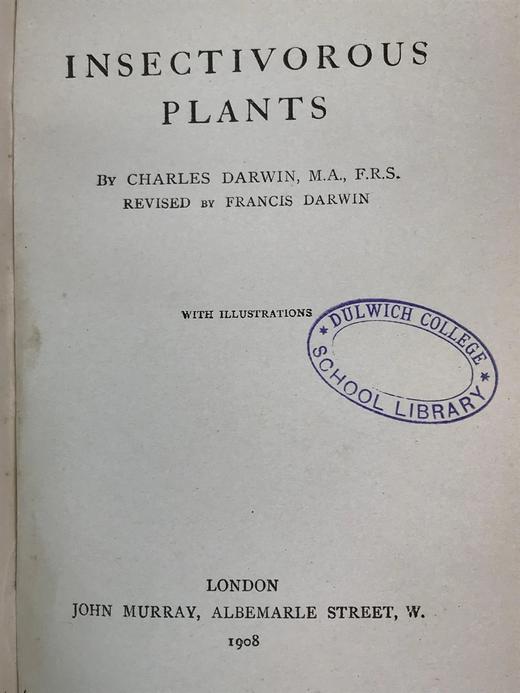 INSECTIVOROUS
PLANTS
BY CHARLES DARWIN, M.A., F.R.S.
REVISED BY FRANCIS DARWIN
WITH ILLUSTRATIONS
* DULWICH COLLEGE *
SCHOOL LIBRARY
LONDON
JOHN MURRAY, ALBEMARLE STREET, W.
1908